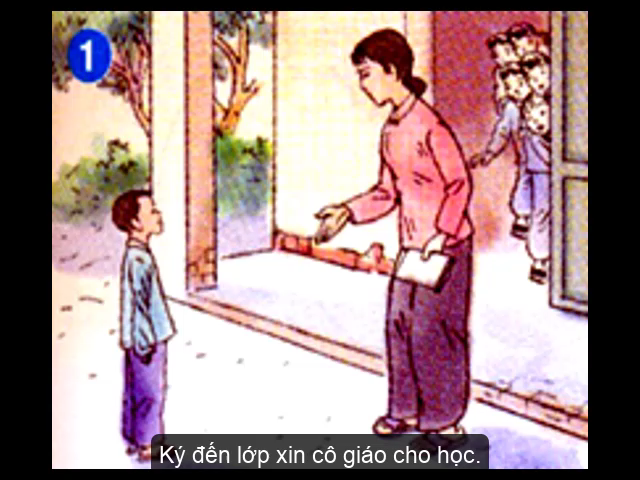 1
Ký đến lớp xin cô giáo cho học.